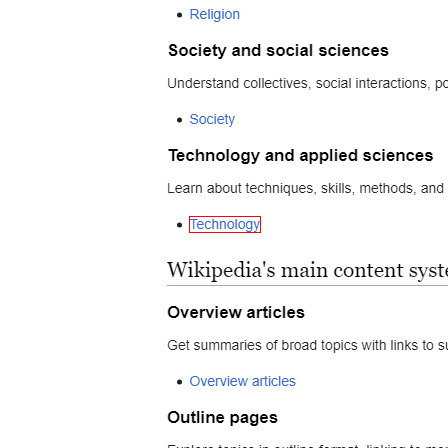 Religion
Society and social sciences
Understand collectives, social interactions,
Society
Technology and applied sciences
Learn about techniques, skills, methods, and
Technology
Wikipedia's main content
Overview articles
Get summaries of broad topics with links to
Overview articles
Outline pages